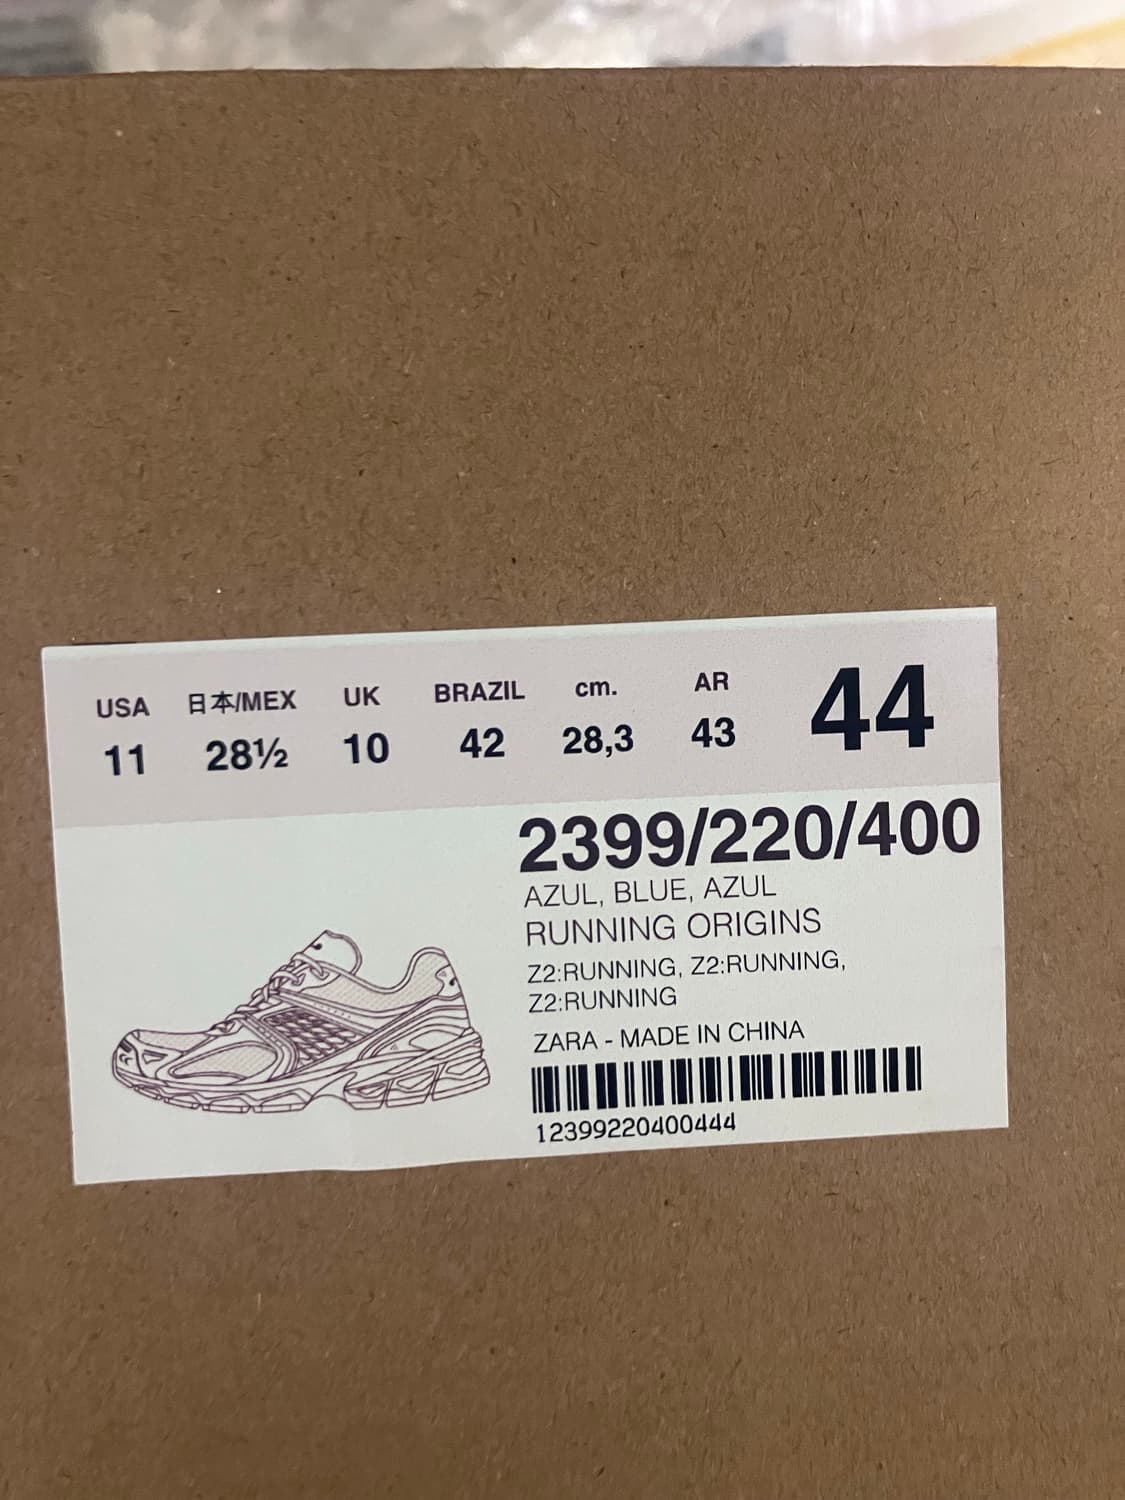 USA 日本/MEX UK BRAZIL cm. AR
11 28½ 10 42 28,3 43 44
2399/220/400
AZUL, BLUE, AZUL
RUNNING ORIGINS
Z2:RUNNING, Z2:RUNNING,
Z2:RUNNING
ZARA - MADE IN CHINA
12399220400444